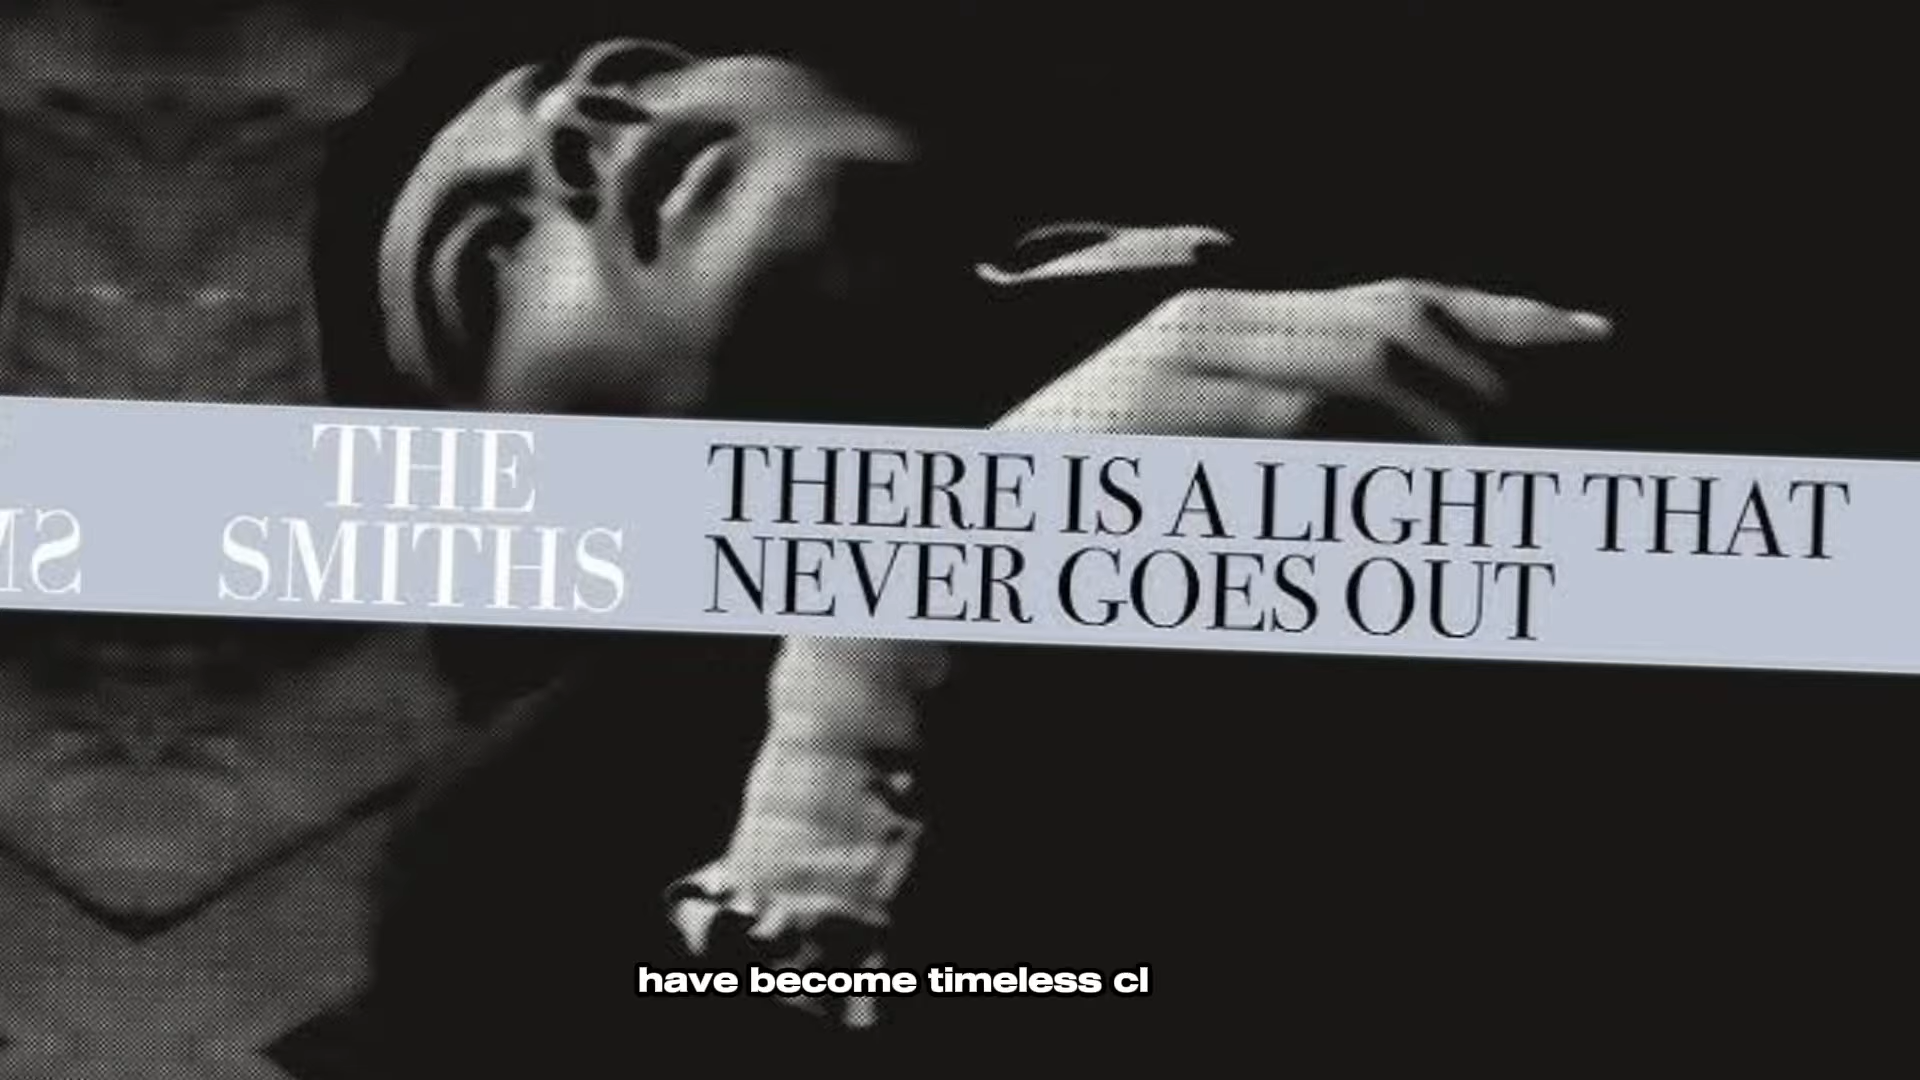 THE
SMITHS
THERE IS A LIGHT THAT
NEVER GOES OUT
have become timeless cl